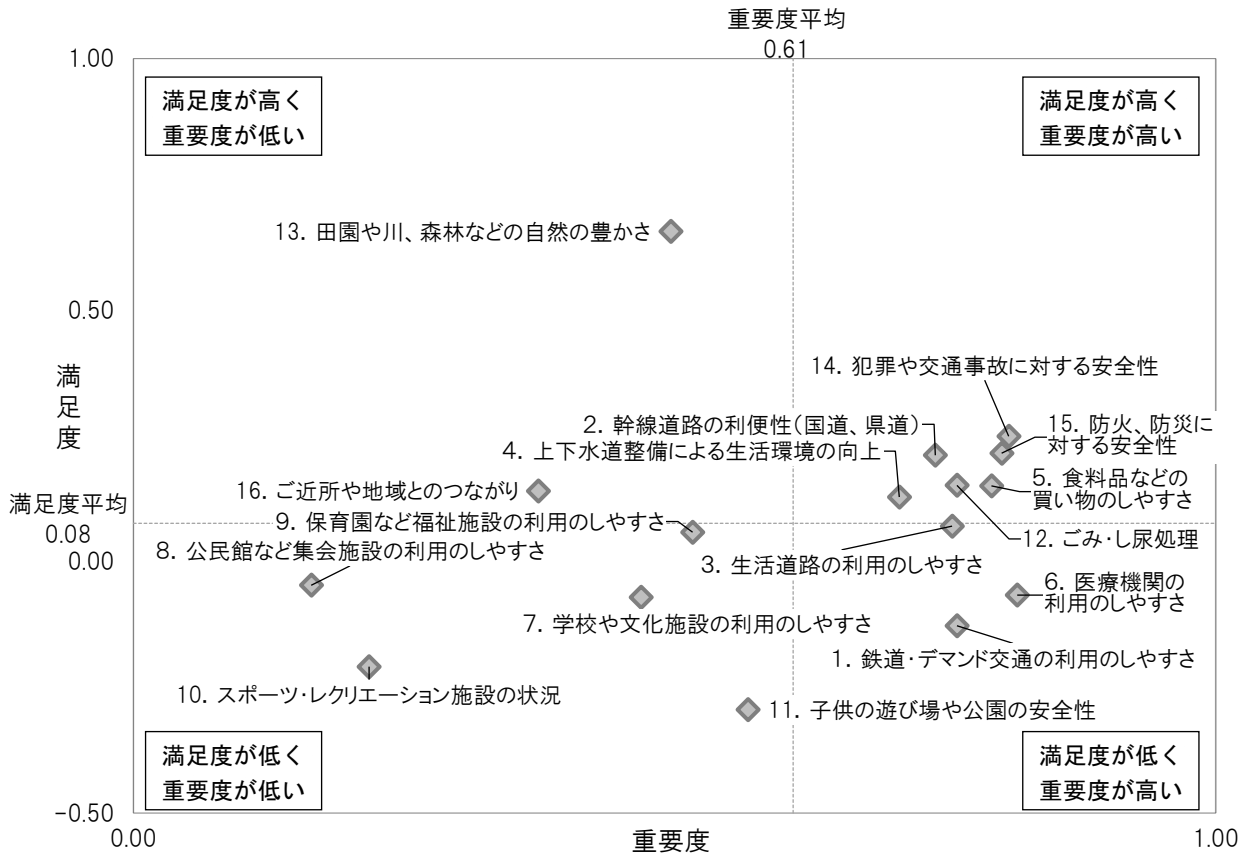 重要度平均
0.61
1.00
満足度が高く
重要度が低い
満足度が高く
重要度が高い
13. 田園や川、森林などの自然の豊かさ
0.50
満足度
14. 犯罪や交通事故に対する安全性
2. 幹線道路の利便性（国道、県道）
15. 防火、防災に
対する安全性
4. 上下水道整備による生活環境の向上
16. ご近所や地域とのつながり
5. 食料品などの
買い物のしやすさ
満足度平均
0.08
9. 保育園など福祉施設の利用のしやすさ
12. ごみ・し尿処理
0.00
8. 公民館など集会施設の利用のしやすさ
3. 生活道路の利用のしやすさ
6. 医療機関の
利用のしやすさ
7. 学校や文化施設の利用のしやすさ
1. 鉄道・デマンド交通の利用のしやすさ
10. スポーツ・レクリエーション施設の状況
11. 子供の遊び場や公園の安全性
満足度が低く
重要度が低い
満足度が低く
重要度が高い
-0.50
0.00
重要度
1.00